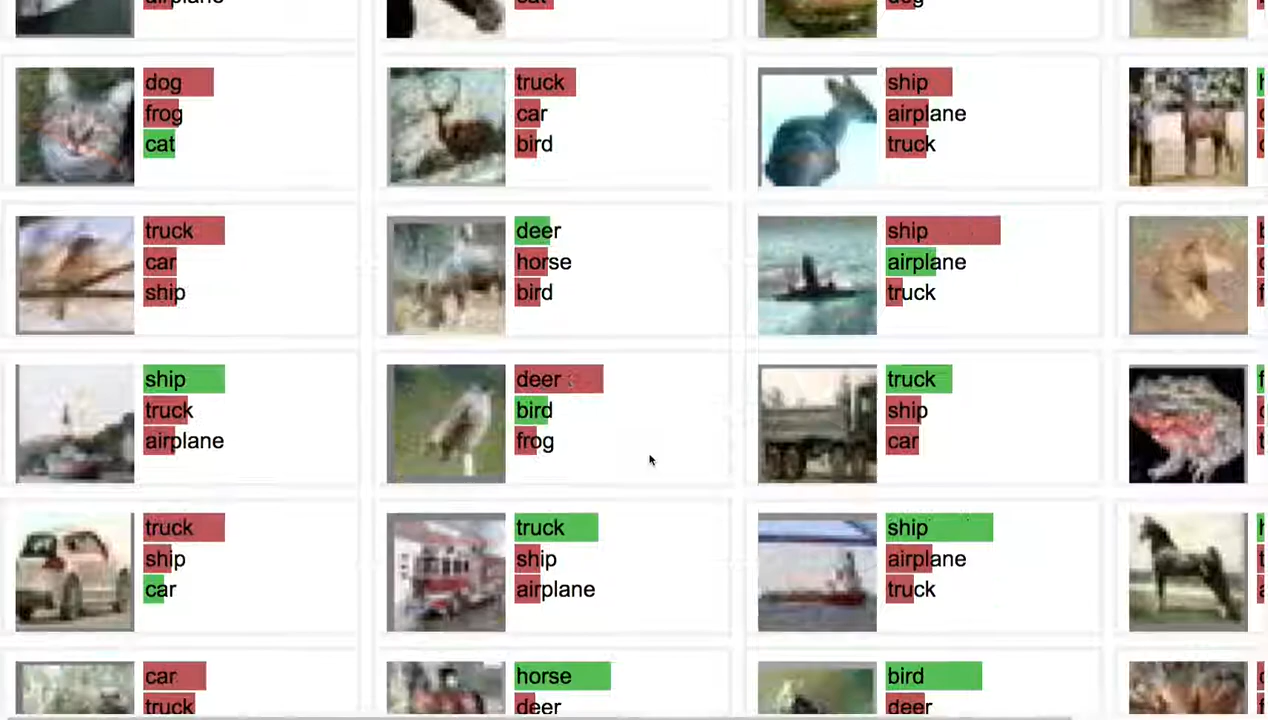 airplane
cat
dog
dog
frog
cat
truck
car
bird
ship
airplane
truck
truck
car
ship
deer
horse
bird
ship
airplane
truck
ship
truck
airplane
deer
bird
frog
truck
ship
car
truck
ship
car
truck
ship
airplane
ship
airplane
truck
car
truck
horse
deer
bird
deer